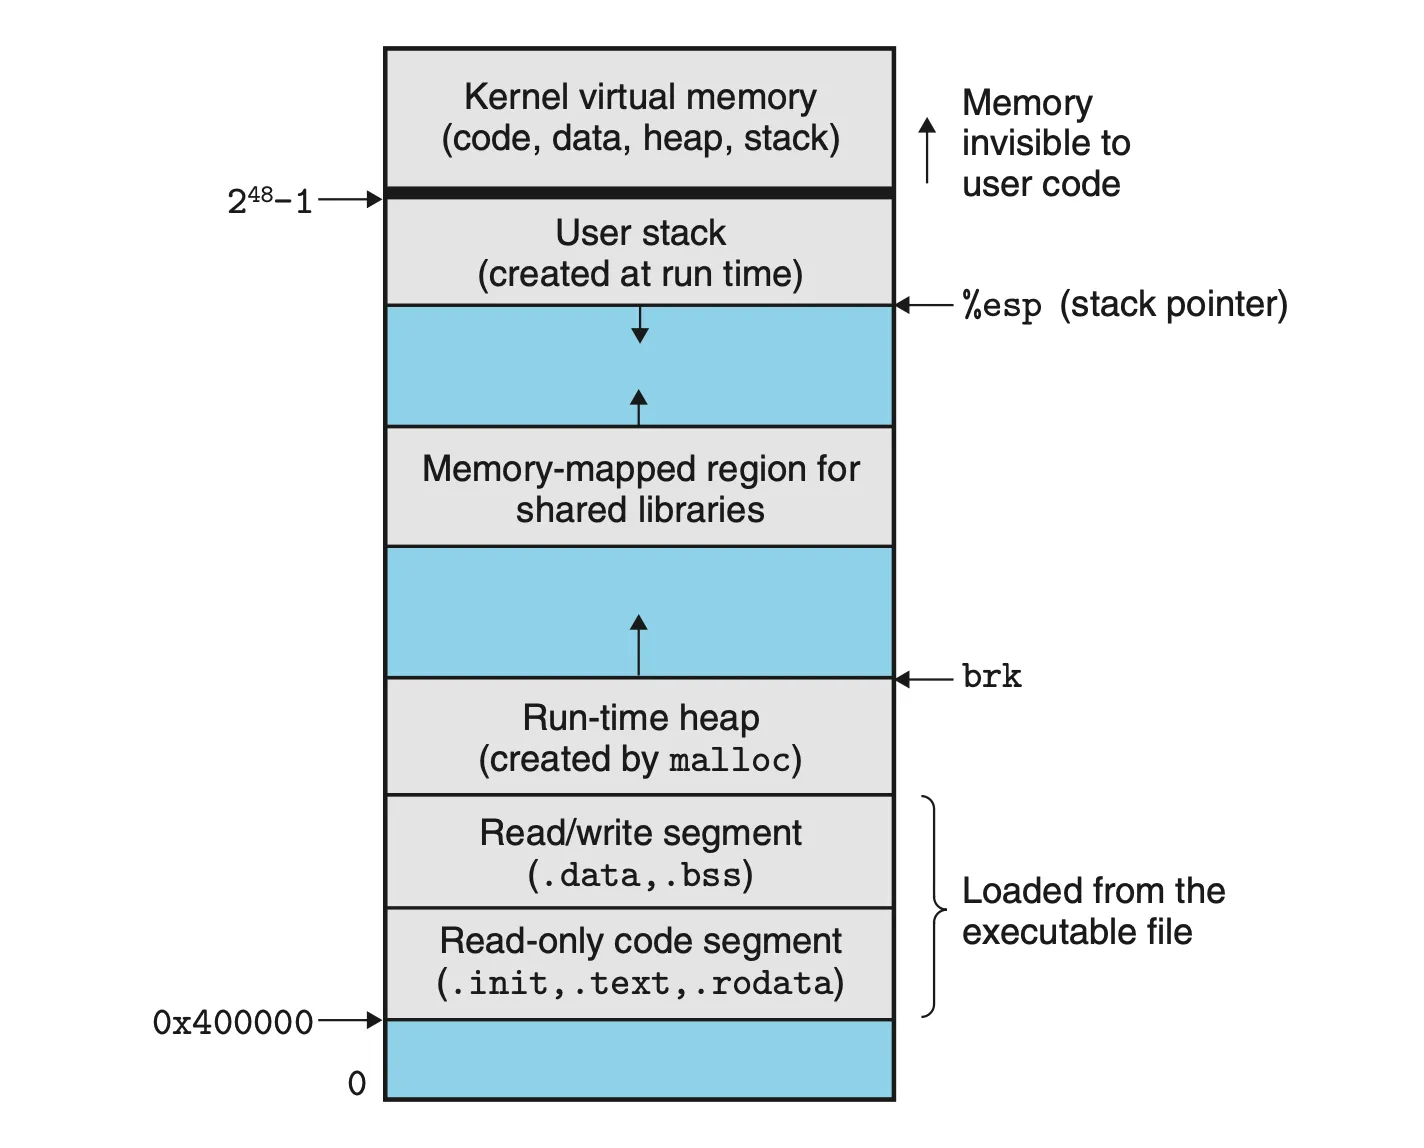 Kernel virtual memory
(code, data, heap, stack)
Memory
invisible to
user code
2⁴⁸−1
User stack
(created at run time)
%esp (stack pointer)
Memory-mapped region for
shared libraries
brk
Run-time heap
(created by malloc)
Read/write segment
(.data,.bss)
Loaded from the
executable file
Read-only code segment
(.init,.text,.rodata)
0x400000
0